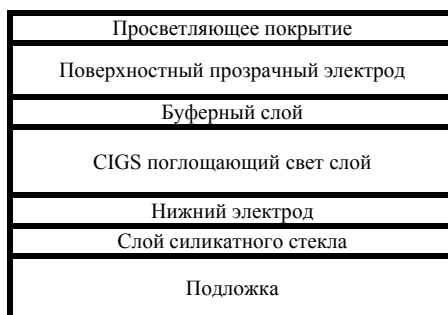 Просветляющее покрытие
Поверхностный прозрачный электрод
Буферный слой
CIGS поглощающий свет слой
Нижний электрод
Слой силикатного стекла
Подложка